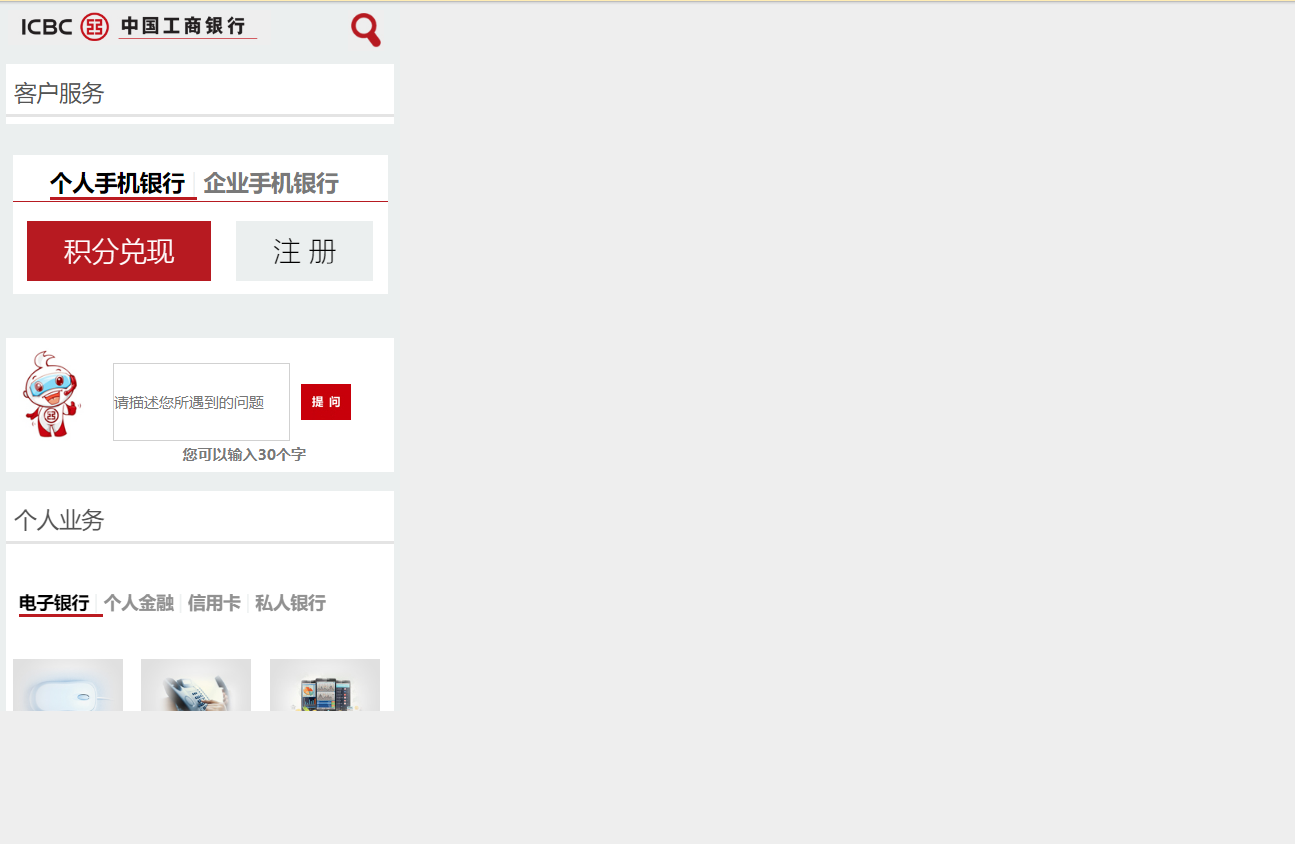 ICBC 中国工商银行
客户服务
个人手机银行 企业手机银行
积分兑现 注 册
请描述您所遇到的问题 提 问
您可以输入30个字
个人业务
电子银行 个人金融 信用卡 私人银行